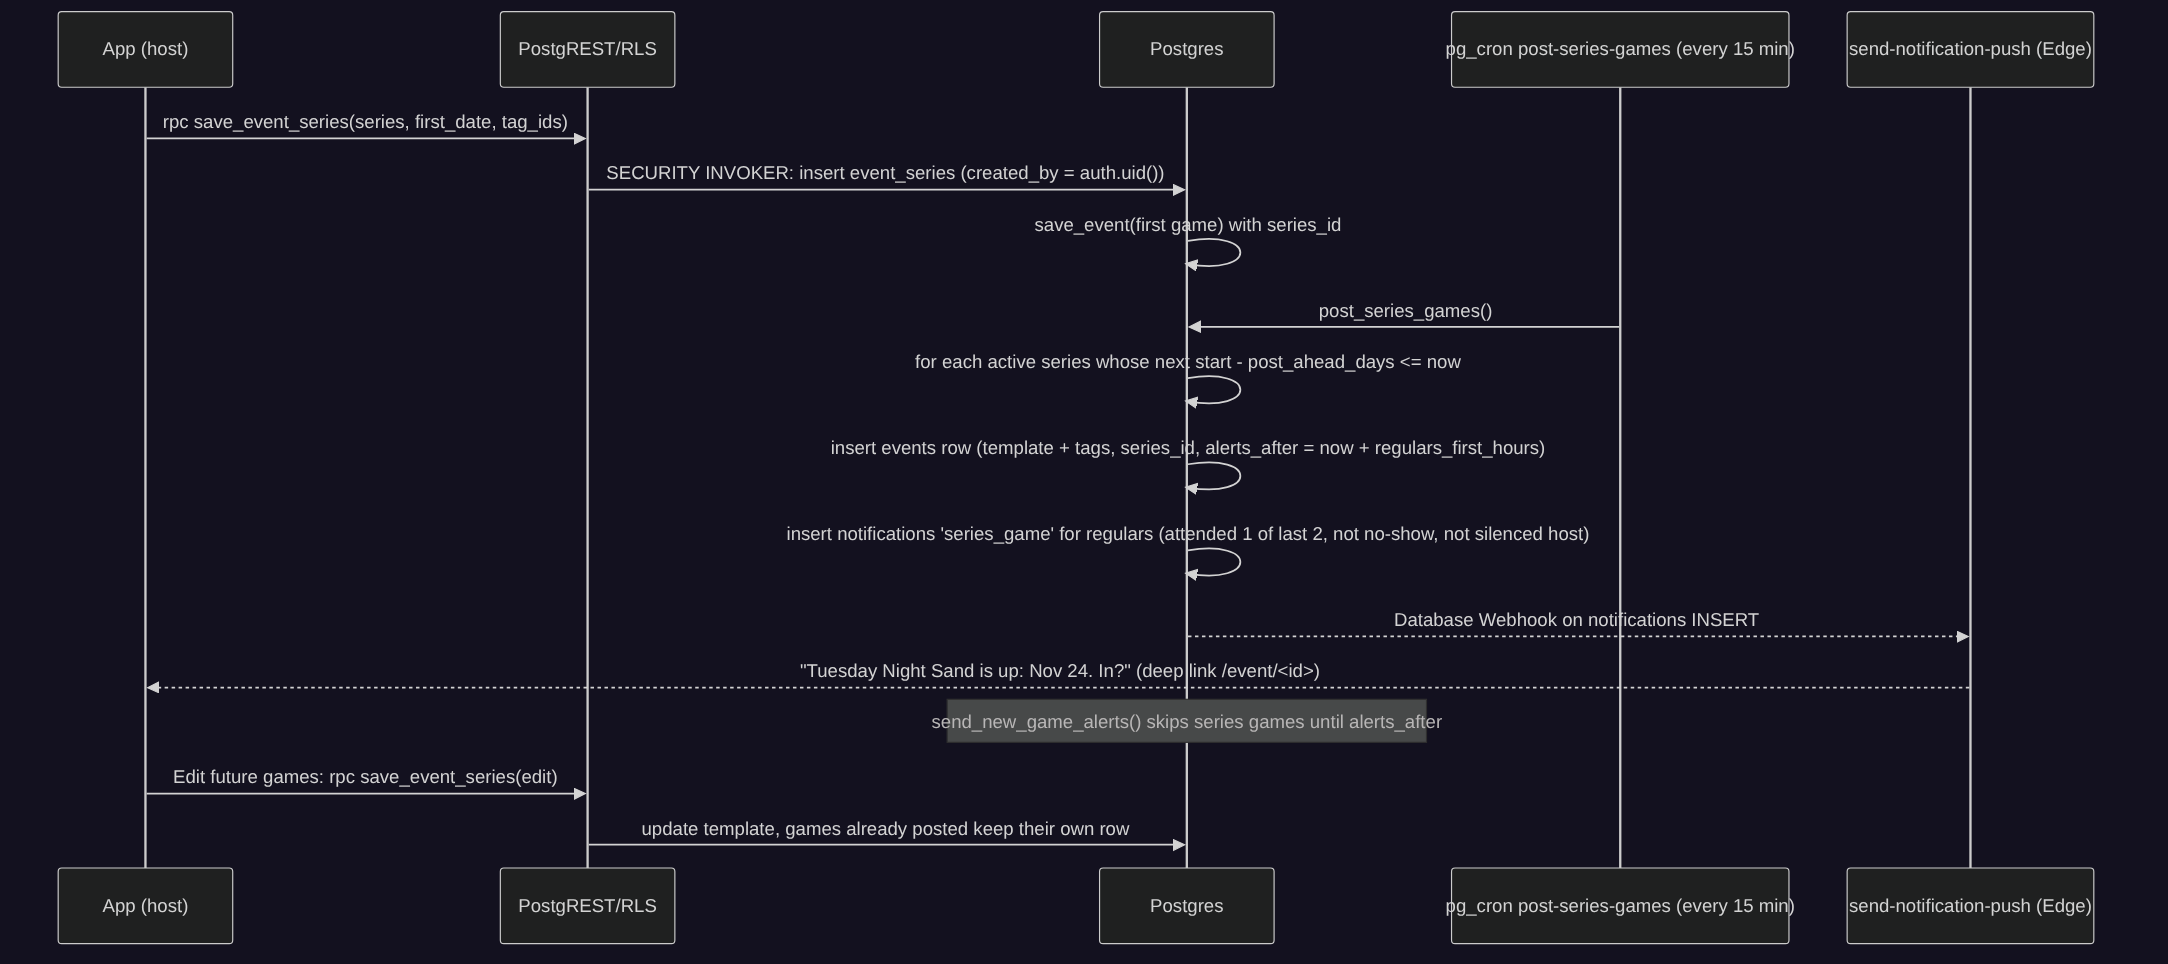 App (host)
PostgREST/RLS
Postgres
pg_cron post-series-games (every 15 min)
send-notification-push (Edge)
rpc save_event_series(series, first_date, tag_ids)
SECURITY INVOKER: insert event_series (created_by = auth.uid())
save_event(first game) with series_id
post_series_games()
for each active series whose next start - post_ahead_days <= now
insert events row (template + tags, series_id, alerts_after = now + regulars_first_hours)
insert notifications 'series_game' for regulars (attended 1 of last 2, not no-show, not silenced host)
Database Webhook on notifications INSERT
"Tuesday Night Sand is up: Nov 24. In?" (deep link /event/<id>)
send_new_game_alerts() skips series games until alerts_after
Edit future games: rpc save_event_series(edit)
update template, games already posted keep their own row
App (host)
PostgREST/RLS
Postgres
pg_cron post-series-games (every 15 min)
send-notification-push (Edge)